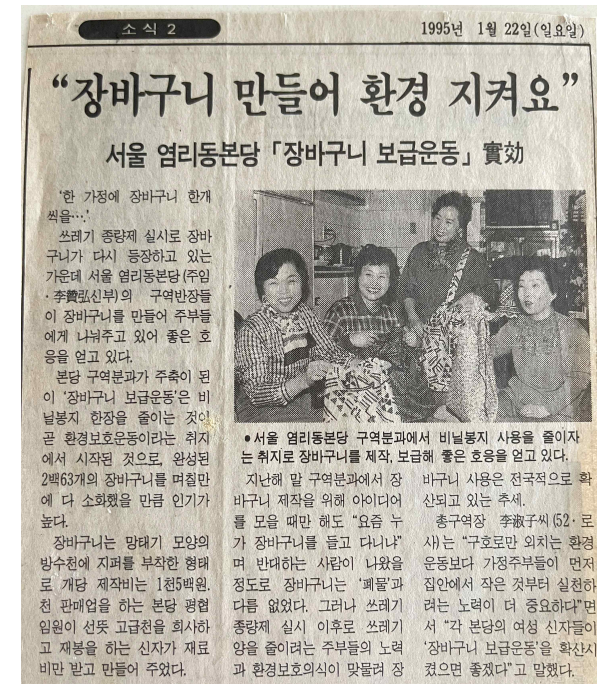 소식 2
1995년 1월 22일(일요일)
“장바구니 만들어 환경 지켜요”
서울 염리동본당 「장바구니 보급운동」 實効
‘한 가정에 장바구니 한개
씩을….’
쓰레기 종량제 실시로 장바
구니가 다시 등장하고 있는
가운데 서울 염리동본당(주임
·李贊弘신부)의 구역반장들
이 장바구니를 만들어 주부들
에게 나눠주고 있어 좋은 호
응을 얻고 있다.
본당 구역분과가 주축이 된
이 ‘장바구니 보급운동’은 비
닐봉지 한장을 줄이는 것이
곧 환경보호운동이라는 취지
에서 시작된 것으로, 완성된
2백63개의 장바구니를 며칠만
에 다 소화했을 만큼 인기가
높다.
장바구니는 망태기 모양의
방수천에 지퍼를 부착한 형태
로 개당 제작비는 1천5백원.
천 판매업을 하는 본당 평협
임원이 선뜻 고급천을 희사하
고 재봉을 하는 신자가 재료
비만 받고 만들어 주었다.
●서울 염리동본당 구역분과에서 비닐봉지 사용을 줄이자
는 취지로 장바구니를 제작, 보급해 좋은 호응을 얻고 있다.
지난해 말 구역분과에서 장
바구니 제작을 위해 아이디어
를 모을 때만 해도 “요즘 누
가 장바구니를 들고 다니냐”
며 반대하는 사람이 나왔을
정도로 장바구니는 ‘폐물’과
다름 없었다. 그러나 쓰레기
종량제 실시 이후로 쓰레기
양을 줄이려는 주부들의 노력
과 환경보호의식이 맞물려 장
바구니 사용은 전국적으로 확
산되고 있는 추세.
총구역장 李淑子씨(52·로
사)는 “구호로만 외치는 환경
운동보다 가정주부들이 먼저
집안에서 작은 것부터 실천하
려는 노력이 더 중요하다”면
서 “각 본당의 여성 신자들이
‘장바구니 보급운동’을 확산시
켰으면 좋겠다”고 말했다.